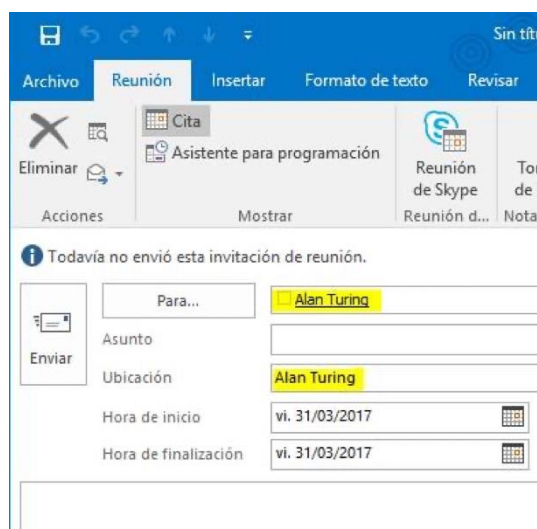 Sin títu
Archivo Reunión Insertar Formato de texto Revisar
Eliminar
Cita
Asistente para programación
Reunión de Skype
Acciones Mostrar Reunión d... Nota
Todavía no envió esta invitación de reunión.
Enviar
Para... Alan Turing
Asunto
Ubicación Alan Turing
Hora de inicio vi. 31/03/2017
Hora de finalización vi. 31/03/2017